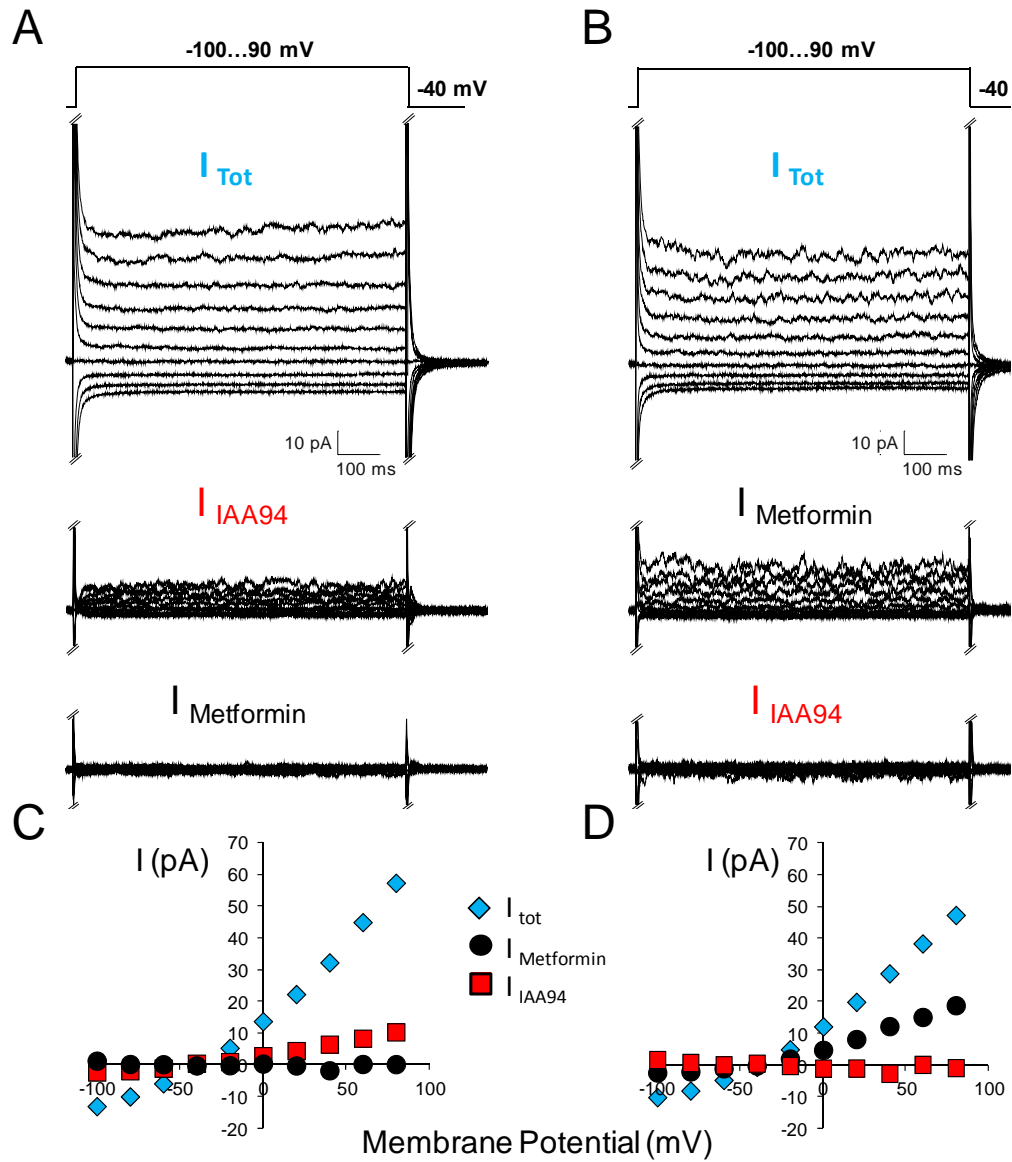 A
-100...90 mV
-40 mV
I Tot
10 pA
100 ms
I IAA94
I Metformin
B
-100...90 mV
-40
I Tot
10 pA
100 ms
I Metformin
I IAA94
C
I (pA)
70
60
50
40
30
20
10
0
-10
-20
-100
-50
0
50
100
I tot
I Metformin
I IAA94
D
I (pA)
70
60
50
40
30
20
10
0
-10
-20
-100
-50
0
50
100
Membrane Potential (mV)